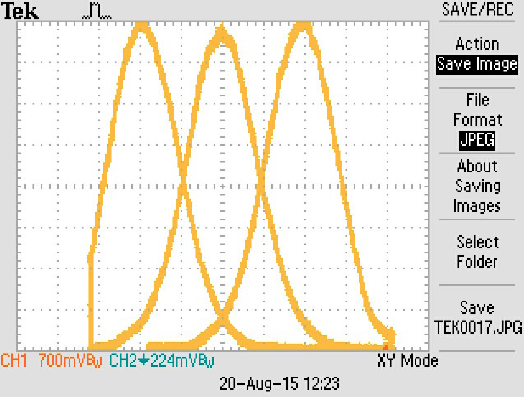 Tek
SAVE/REC
Action
Save Image
File
Format
JPEG
About
Saving
Images
Select
Folder
Save
TEK0017.JPG
CH1 700mVBW CH2 224mVBW XY Mode
20-Aug-15 12:23